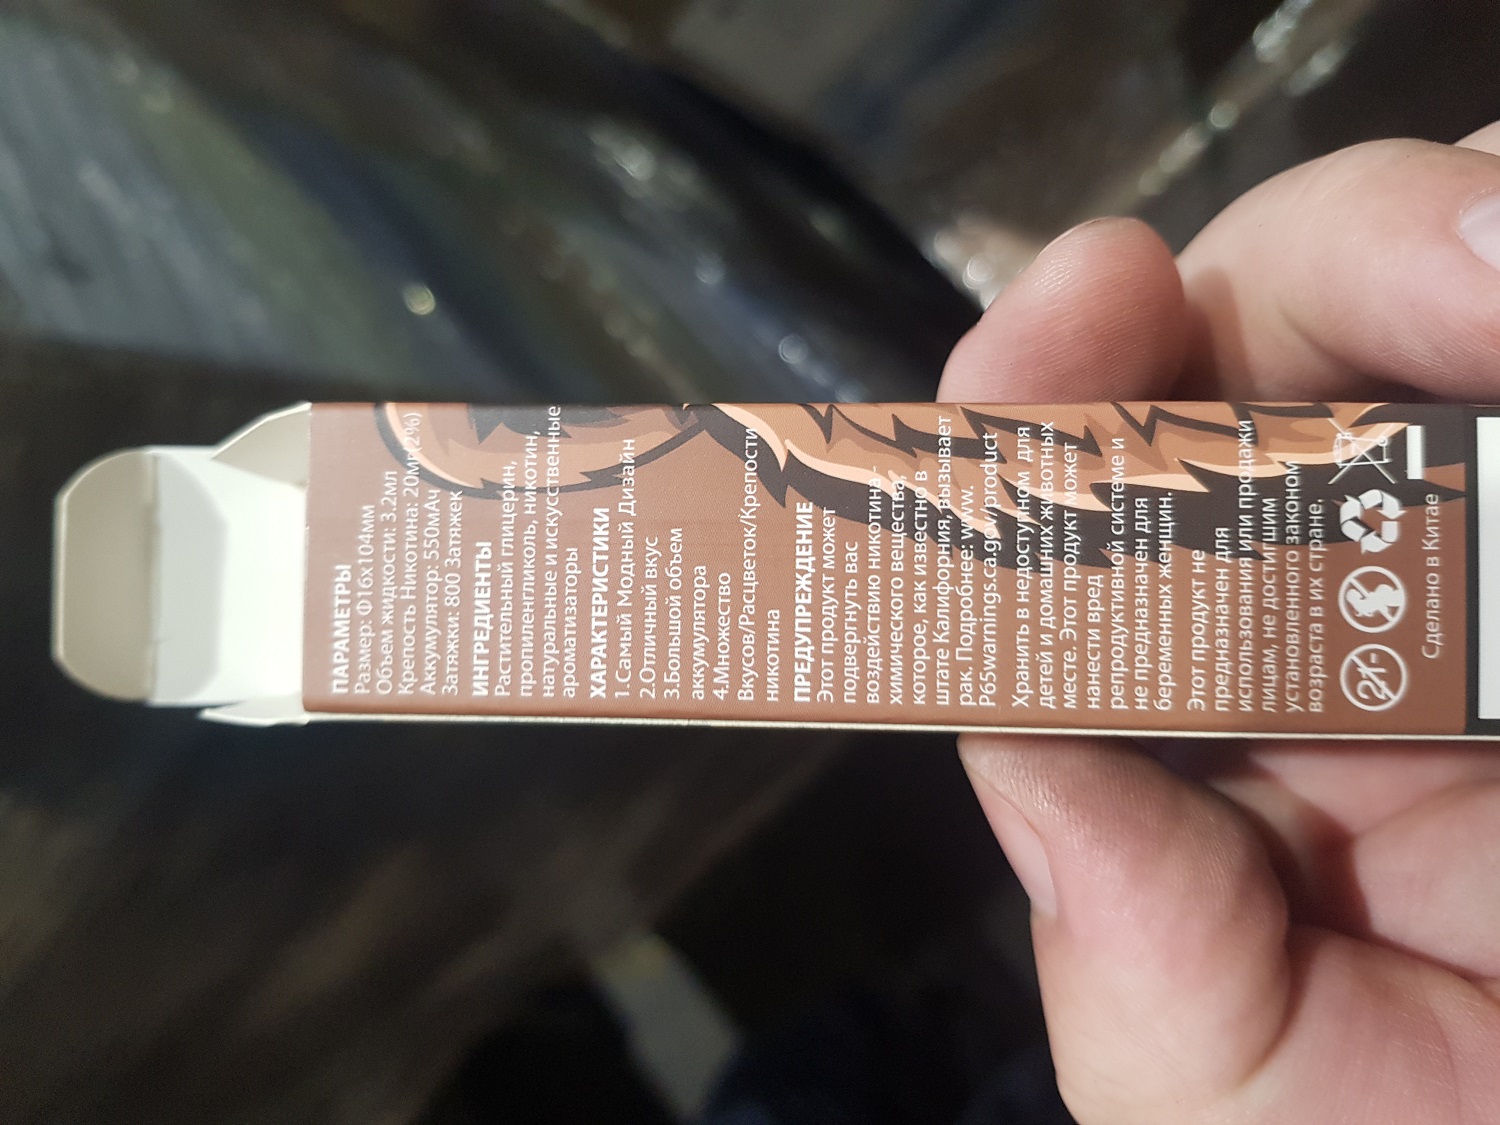 ПАРАМЕТРЫ
Размер: Ф16х104мм
Объем жидкости: 3.2мл
Крепость Никотина: 20мг(2%)
Аккумулятор: 550мАч
Затяжки: 800 Затяжек
ИНГРЕДИЕНТЫ
Растительный глицерин,
пропиленгликоль, никотин,
натуральные и искусственные
ароматизаторы
ХАРАКТЕРИСТИКИ
1.Самый Модный Дизайн
2.Отличный вкус
3.Большой объем
аккумулятора
4.Множество
Вкусов/Расцветок/Крепости
никотина
ПРЕДУПРЕЖДЕНИЕ
Этот продукт может
подвергнуть вас
воздействию никотина-
химического вещества,
которое, как известно в
штате Калифорния, вызывает
рак. Подробнее: www.
P65warnings.ca.gov/product
Хранить в недоступном для
детей и домашних животных
месте. Этот продукт может
нанести вред
репродуктивной системе и
не предназначен для
беременных женщин.
Этот продукт не
предназначен для
использования или продажи
лицам, не достигшим
установленного законом
возраста в их стране.
21-
Сделано в Китае